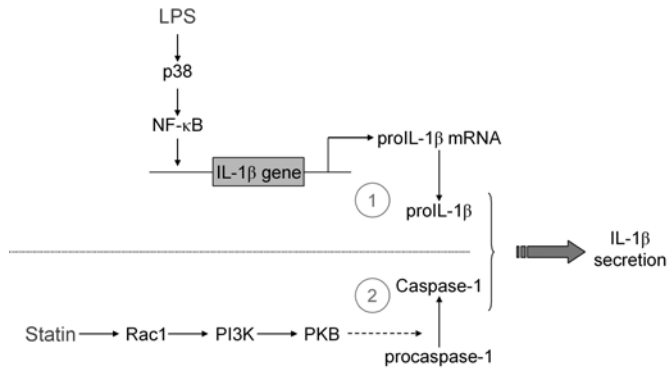 LPS
p38
NF-κB
IL-1β gene
proIL-1β mRNA
1
proIL-1β
IL-1β
secretion
2
Caspase-1
Statin
Rac1
PI3K
PKB
procaspase-1